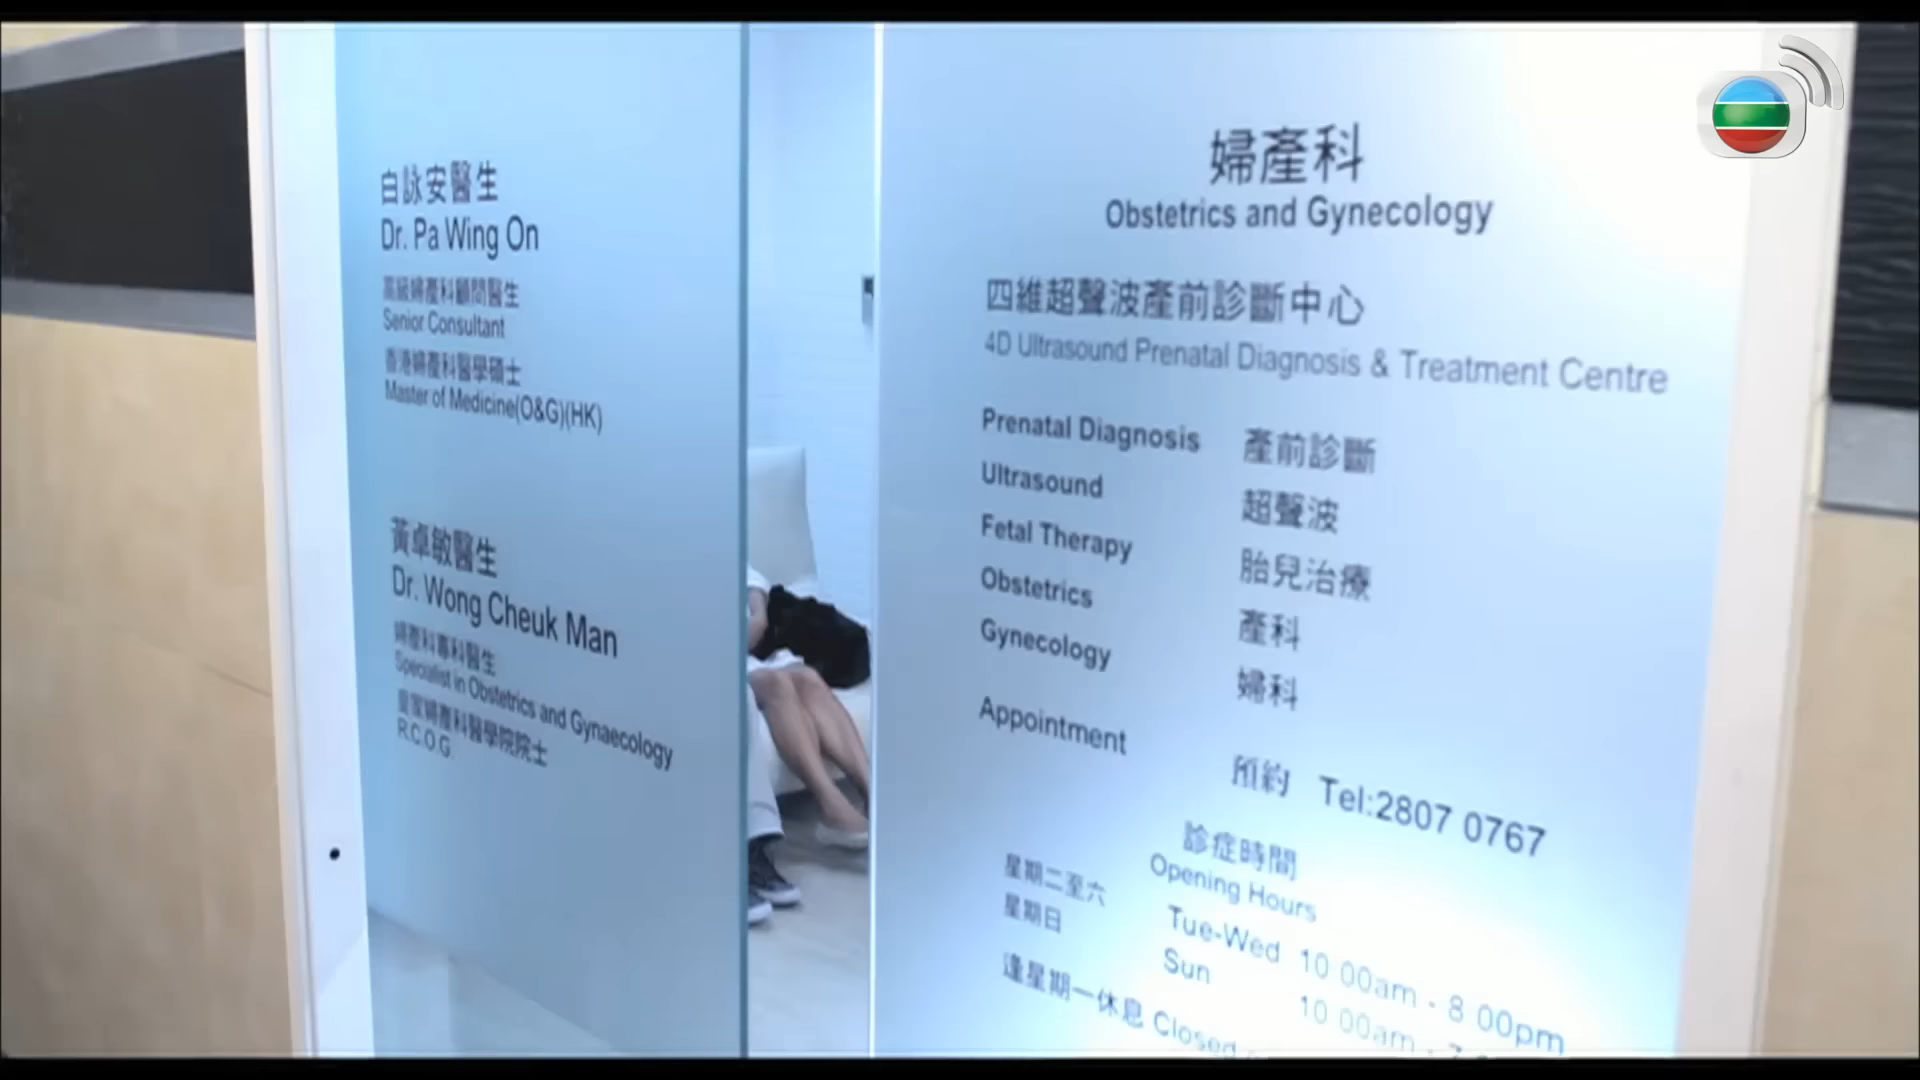 白詠安醫生
Dr. Pa Wing On
高級婦產科顧問醫生
Senior Consultant
香港婦產科醫學碩士
Master of Medicine(O&G)(HK)
黃卓敏醫生
Dr. Wong Cheuk Man
婦產科專科醫生
Specialist in Obstetrics and Gynaecology
皇家婦產科醫學院院士
R.C.O.G.
婦產科
Obstetrics and Gynecology
四維超聲波產前診斷中心
4D Ultrasound Prenatal Diagnosis & Treatment Centre
Prenatal Diagnosis 產前診斷
Ultrasound 超聲波
Fetal Therapy 胎兒治療
Obstetrics 產科
Gynecology 婦科
Appointment 預約 Tel:2807 0767
診症時間
Opening Hours
星期二至六 Tue-Wed 10 00am - 8 00pm
星期日 Sun 10 00am -
逢星期一休息 Closed